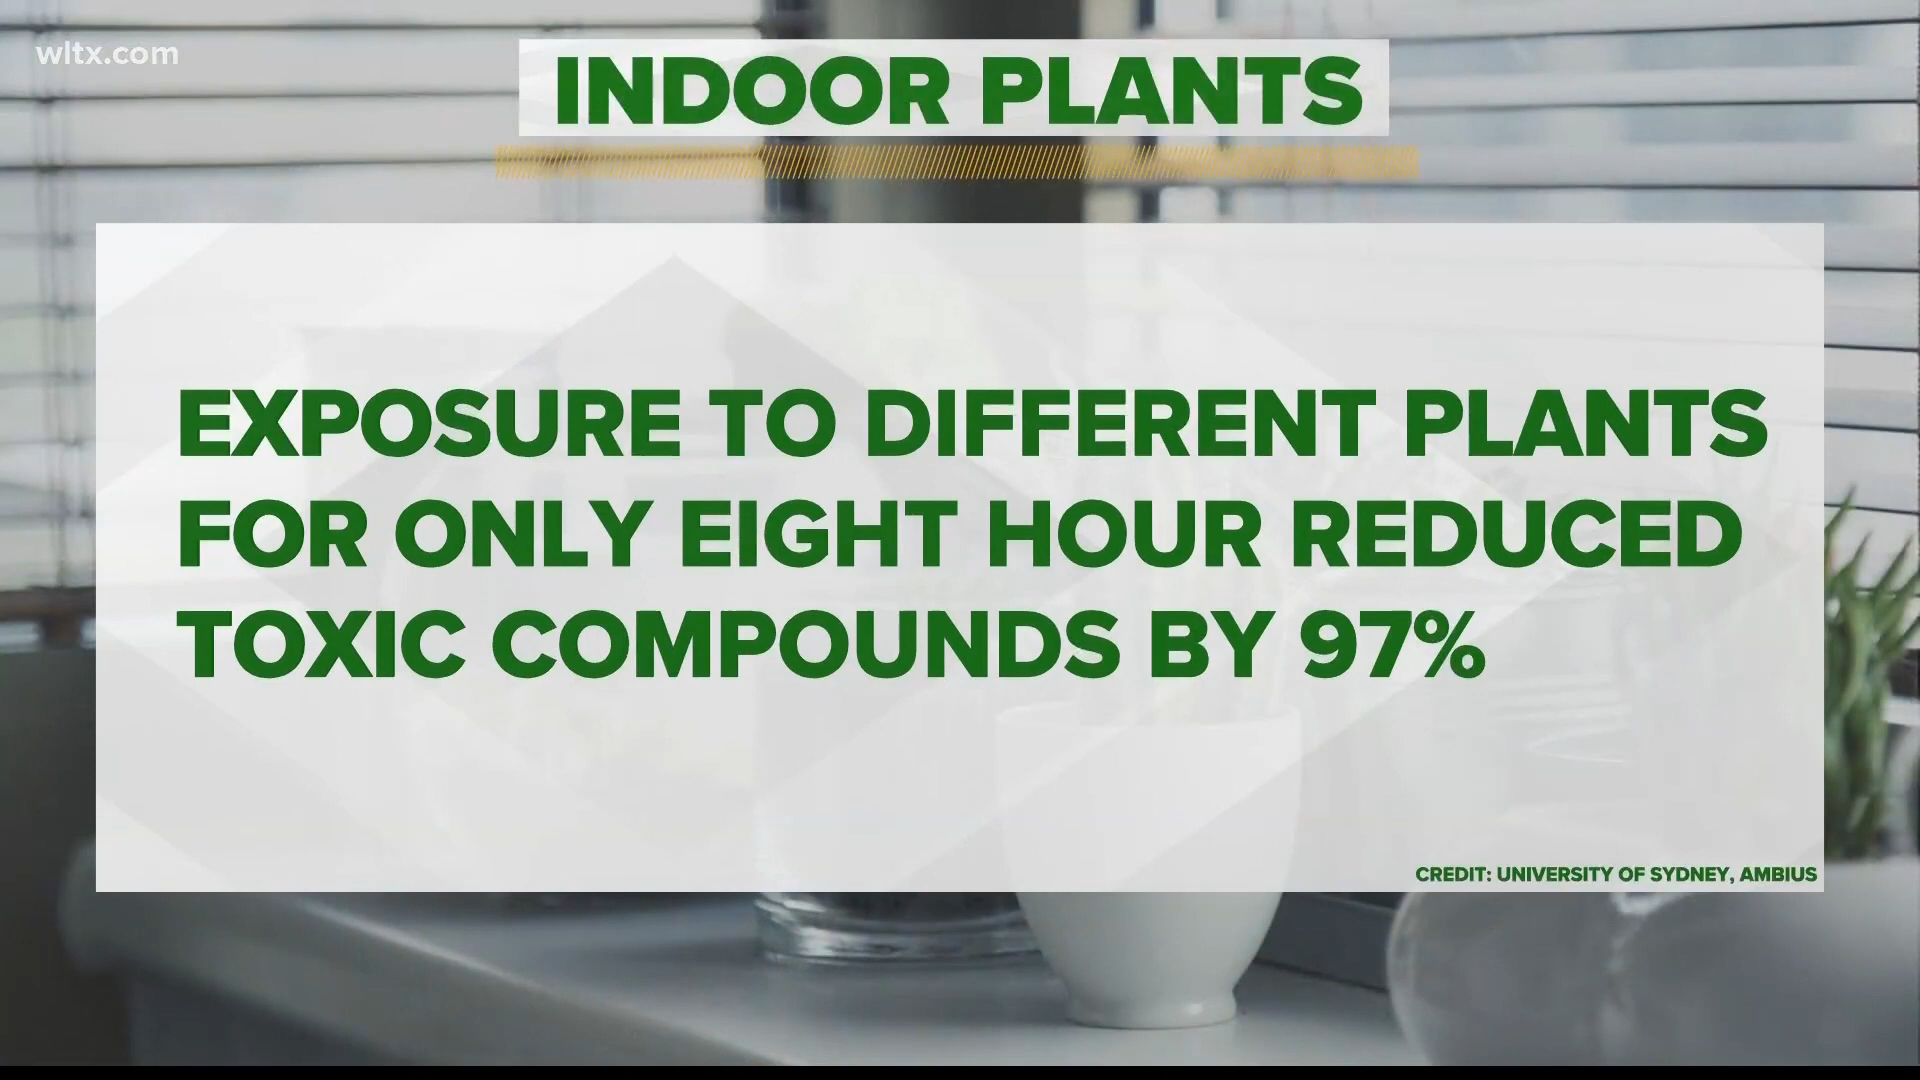 wltx.com
INDOOR PLANTS
EXPOSURE TO DIFFERENT PLANTS
FOR ONLY EIGHT HOUR REDUCED
TOXIC COMPOUNDS BY 97%
CREDIT: UNIVERSITY OF SYDNEY, AMBIUS